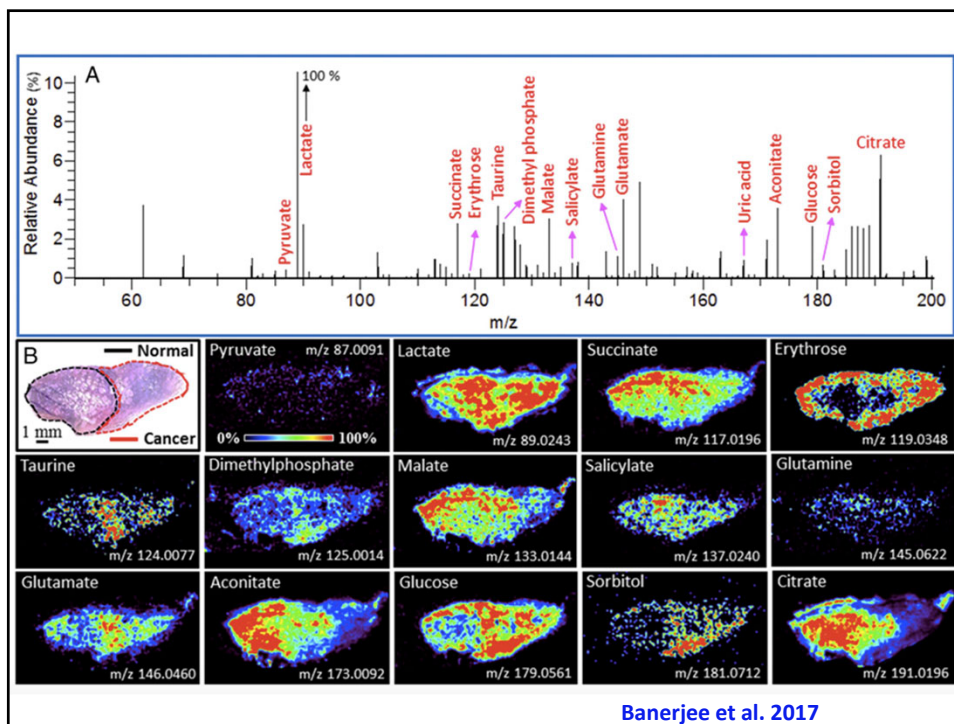 A
100 %
Relative Abundance (%)
10
8
6
4
2
0
Pyruvate
Lactate
Succinate
Erythrose
Taurine
Dimethyl phosphate
Malate
Salicylate
Glutamine
Glutamate
Uric acid
Aconitate
Glucose
Sorbitol
Citrate
60
80
100
120
140
160
180
200
m/z
B
Normal
1 mm
Cancer
Pyruvate
m/z 87.0091
0%
100%
Lactate
m/z 89.0243
Succinate
m/z 117.0196
Erythrose
m/z 119.0348
Taurine
m/z 124.0077
Dimethylphosphate
m/z 125.0014
Malate
m/z 133.0144
Salicylate
m/z 137.0240
Glutamine
m/z 145.0622
Glutamate
m/z 146.0460
Aconitate
m/z 173.0092
Glucose
m/z 179.0561
Sorbitol
m/z 181.0712
Citrate
m/z 191.0196
Banerjee et al. 2017